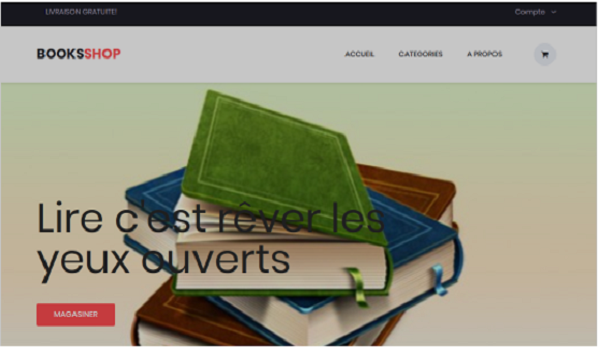 LIVRAISON GRATUITE!
Compte
BOOKSSHOP
ACCUEIL CATEGORIES A PROPOS
Lire c'est rêver les
yeux ouverts
MAGASINER